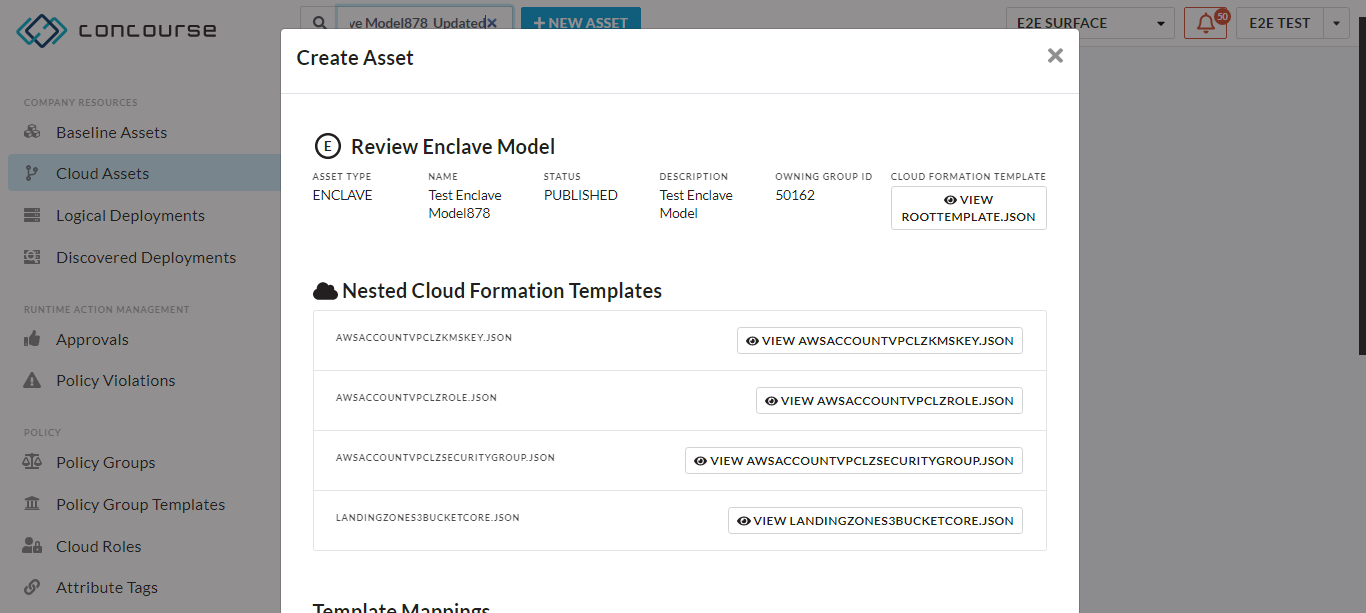 concourse
ve Model878_Updated
NEW ASSET
E2E SURFACE
50
E2E TEST
COMPANY RESOURCES
Baseline Assets
Cloud Assets
Logical Deployments
Discovered Deployments
RUNTIME ACTION MANAGEMENT
Approvals
Policy Violations
POLICY
Policy Groups
Policy Group Templates
Cloud Roles
Attribute Tags
Create Asset
E Review Enclave Model
ASSET TYPE
ENCLAVE
NAME
Test Enclave
Model878
STATUS
PUBLISHED
DESCRIPTION
Test Enclave
Model
OWNING GROUP ID
50162
CLOUD FORMATION TEMPLATE
VIEW
ROOTTEMPLATE.JSON
Nested Cloud Formation Templates
AWSACCOUNTVPCLZKMSKEY.JSON
VIEW AWSACCOUNTVPCLZKMSKEY.JSON
AWSACCOUNTVPCLZROLE.JSON
VIEW AWSACCOUNTVPCLZROLE.JSON
AWSACCOUNTVPCLZSECURITYGROUP.JSON
VIEW AWSACCOUNTVPCLZSECURITYGROUP.JSON
LANDINGZONES3BUCKETCORE.JSON
VIEW LANDINGZONES3BUCKETCORE.JSON
Template Mappings